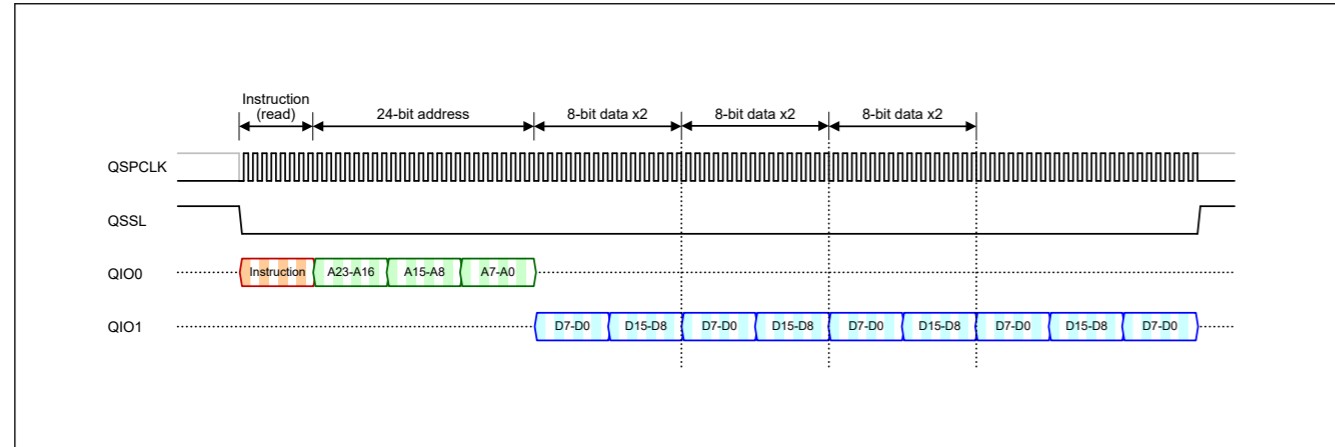 Instruction
(read)
24-bit address
8-bit data x2
8-bit data x2
8-bit data x2
QSPCLK
QSSL
QIO0
Instruction
A23-A16
A15-A8
A7-A0
QIO1
D7-D0
D15-D8
D7-D0
D15-D8
D7-D0
D15-D8
D7-D0
D15-D8
D7-D0